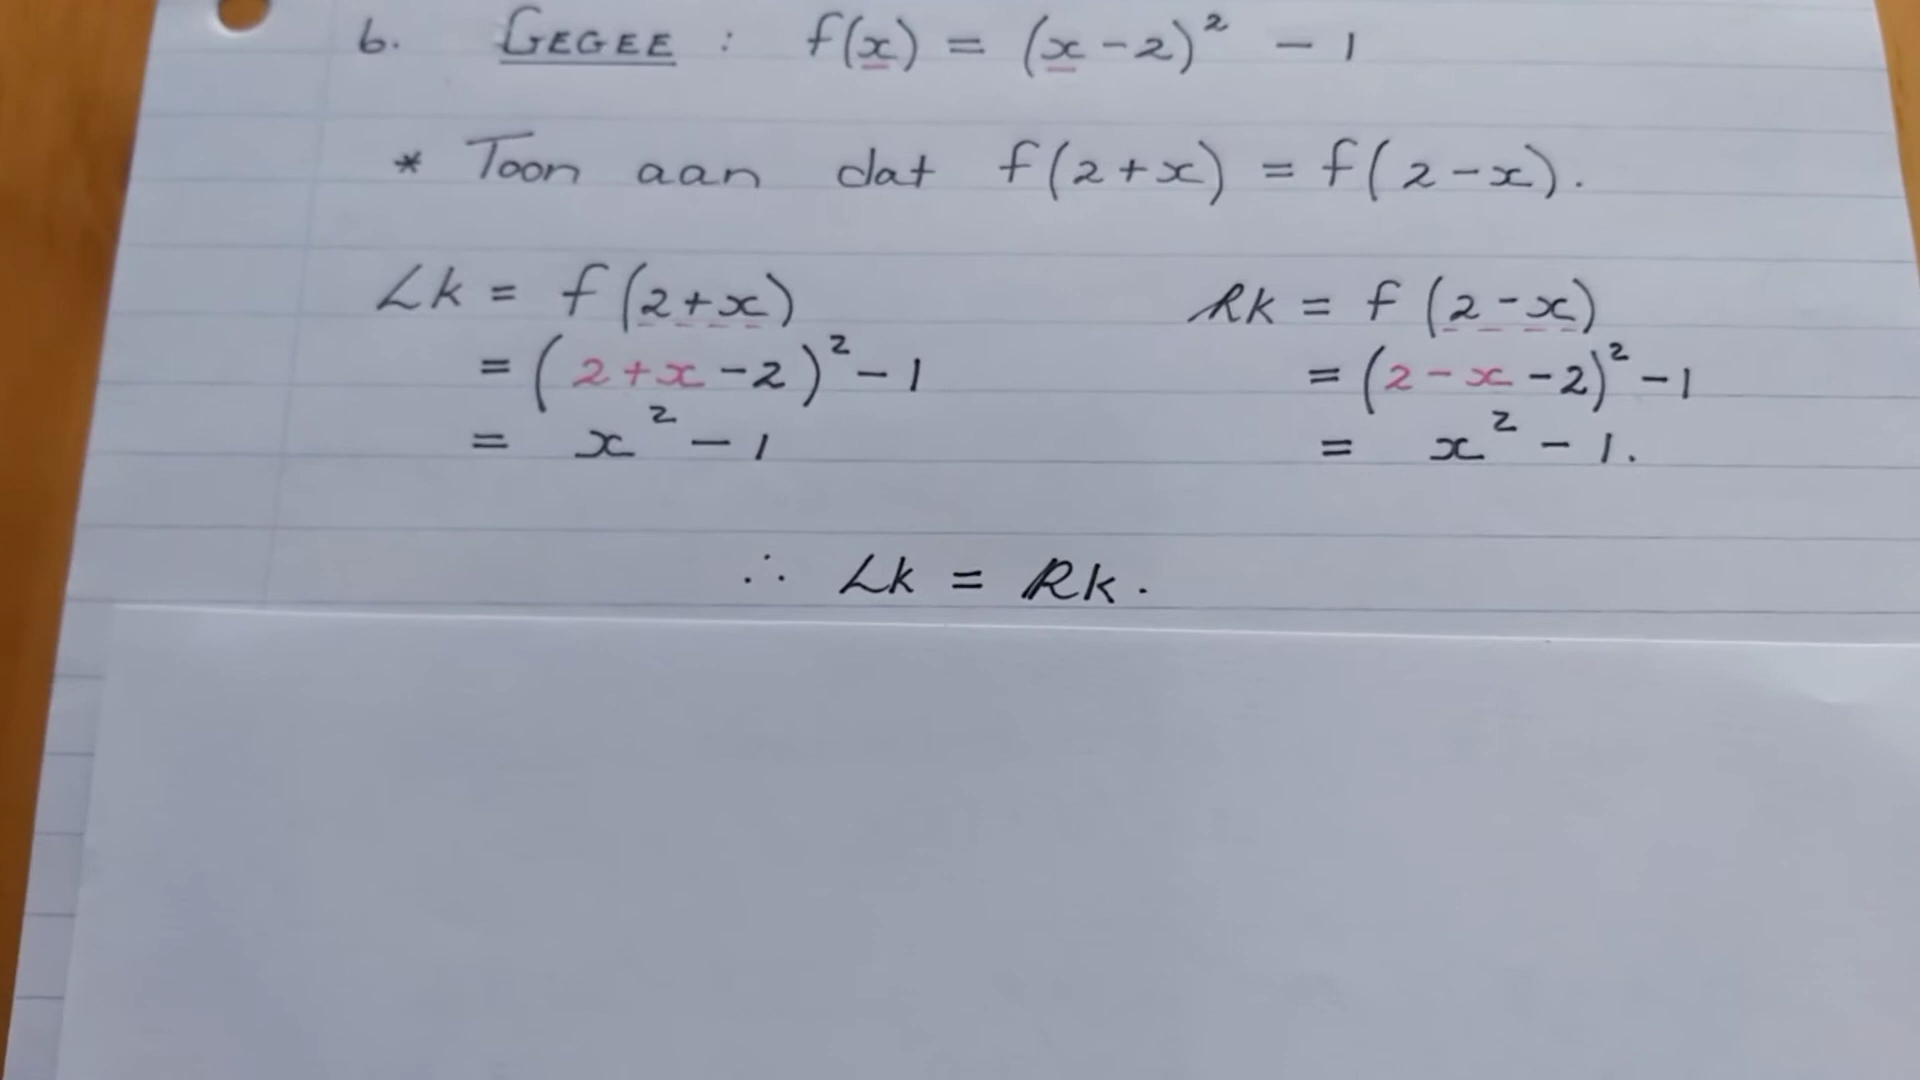 6. GEGEE : f(x) = (x-2)² - 1
* Toon aan dat f(2+x) = f(2-x).
Lk = f(2+x)
= (2+x-2)² - 1
= x² - 1
Rk = f(2-x)
= (2-x-2)² - 1
= x² - 1.
∴ Lk = Rk.